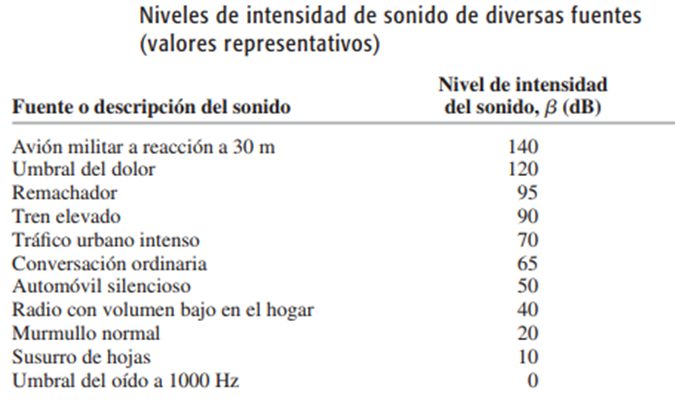 Niveles de intensidad de sonido de diversas fuentes
(valores representativos)
Nivel de intensidad
Fuente o descripción del sonido del sonido, β (dB)
Avión militar a reacción a 30 m 140
Umbral del dolor 120
Remachador 95
Tren elevado 90
Tráfico urbano intenso 70
Conversación ordinaria 65
Automóvil silencioso 50
Radio con volumen bajo en el hogar 40
Murmullo normal 20
Susurro de hojas 10
Umbral del oído a 1000 Hz 0